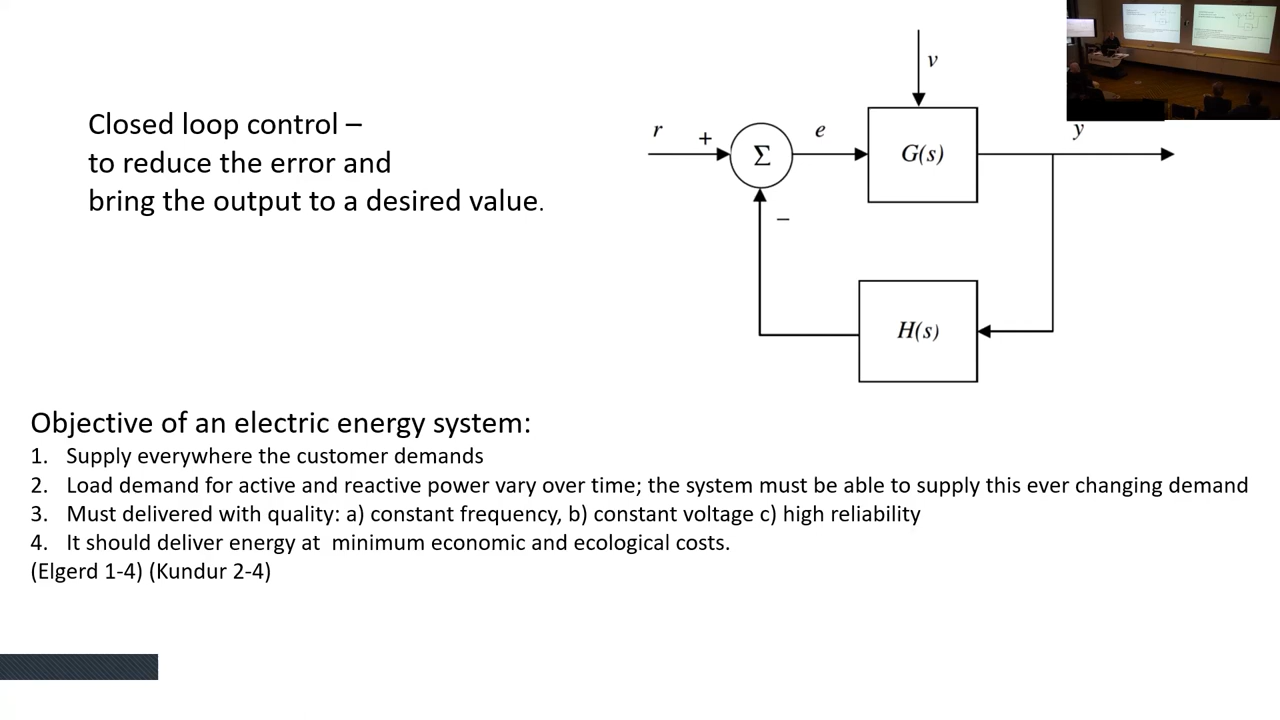 Closed loop control –
to reduce the error and
bring the output to a desired value.
v
r
+
Σ
e
G(s)
y
–
H(s)
Objective of an electric energy system:
1. Supply everywhere the customer demands
2. Load demand for active and reactive power vary over time; the system must be able to supply this ever changing demand
3. Must delivered with quality: a) constant frequency, b) constant voltage c) high reliability
4. It should deliver energy at minimum economic and ecological costs.
(Elgerd 1-4) (Kundur 2-4)